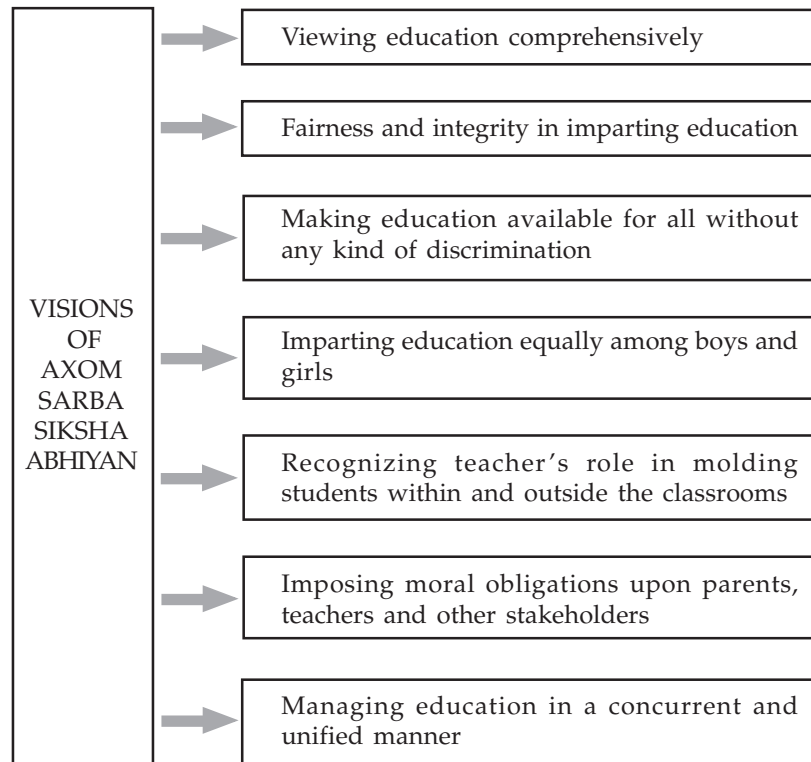 VISIONS
OF
AXOM
SARBA
SIKSHA
ABHIYAN
Viewing education comprehensively
Fairness and integrity in imparting education
Making education available for all without
any kind of discrimination
Imparting education equally among boys and
girls
Recognizing teacher's role in molding
students within and outside the classrooms
Imposing moral obligations upon parents,
teachers and other stakeholders
Managing education in a concurrent and
unified manner